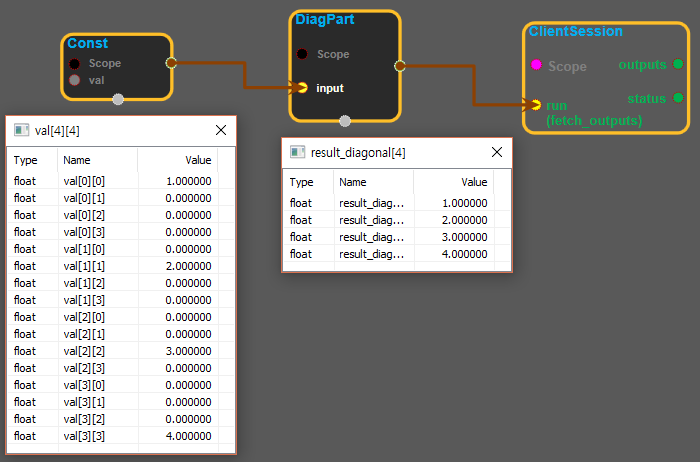 Const
Scope
val
DiagPart
Scope
input
ClientSession
Scope
outputs
status
run
(fetch_outputs)
val[4][4]
Type Name Value
float val[0][0] 1.000000
float val[0][1] 0.000000
float val[0][2] 0.000000
float val[0][3] 0.000000
float val[1][0] 0.000000
float val[1][1] 2.000000
float val[1][2] 0.000000
float val[1][3] 0.000000
float val[2][0] 0.000000
float val[2][1] 0.000000
float val[2][2] 3.000000
float val[2][3] 0.000000
float val[3][0] 0.000000
float val[3][1] 0.000000
float val[3][2] 0.000000
float val[3][3] 4.000000
result_diagonal[4]
Type Name Value
float result_diag... 1.000000
float result_diag... 2.000000
float result_diag... 3.000000
float result_diag... 4.000000